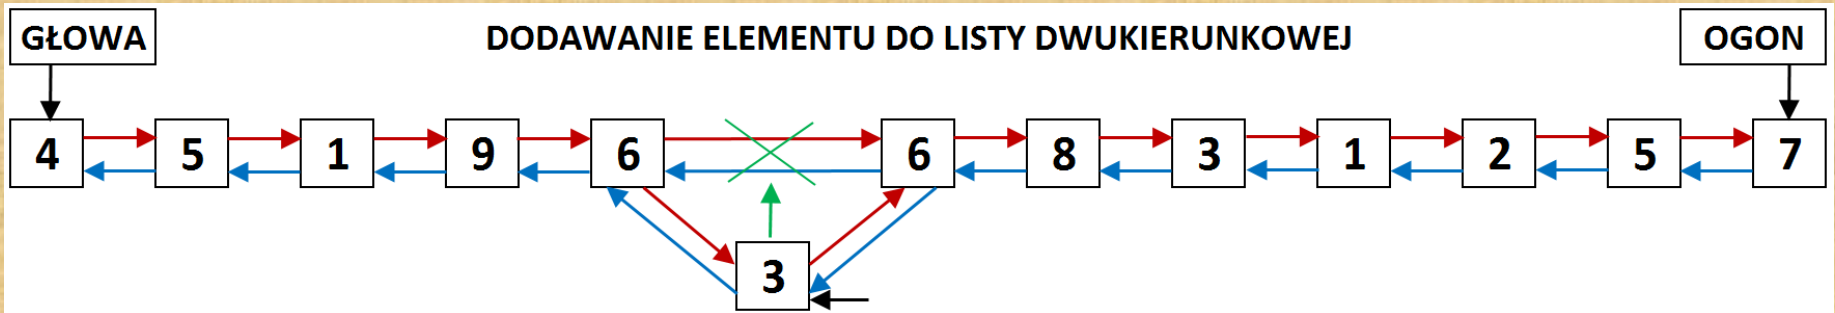 GŁOWA DODAWANIE ELEMENTU DO LISTY DWUKIERUNKOWEJ OGON
4 5 1 9 6 6 8 3 1 2 5 7
3